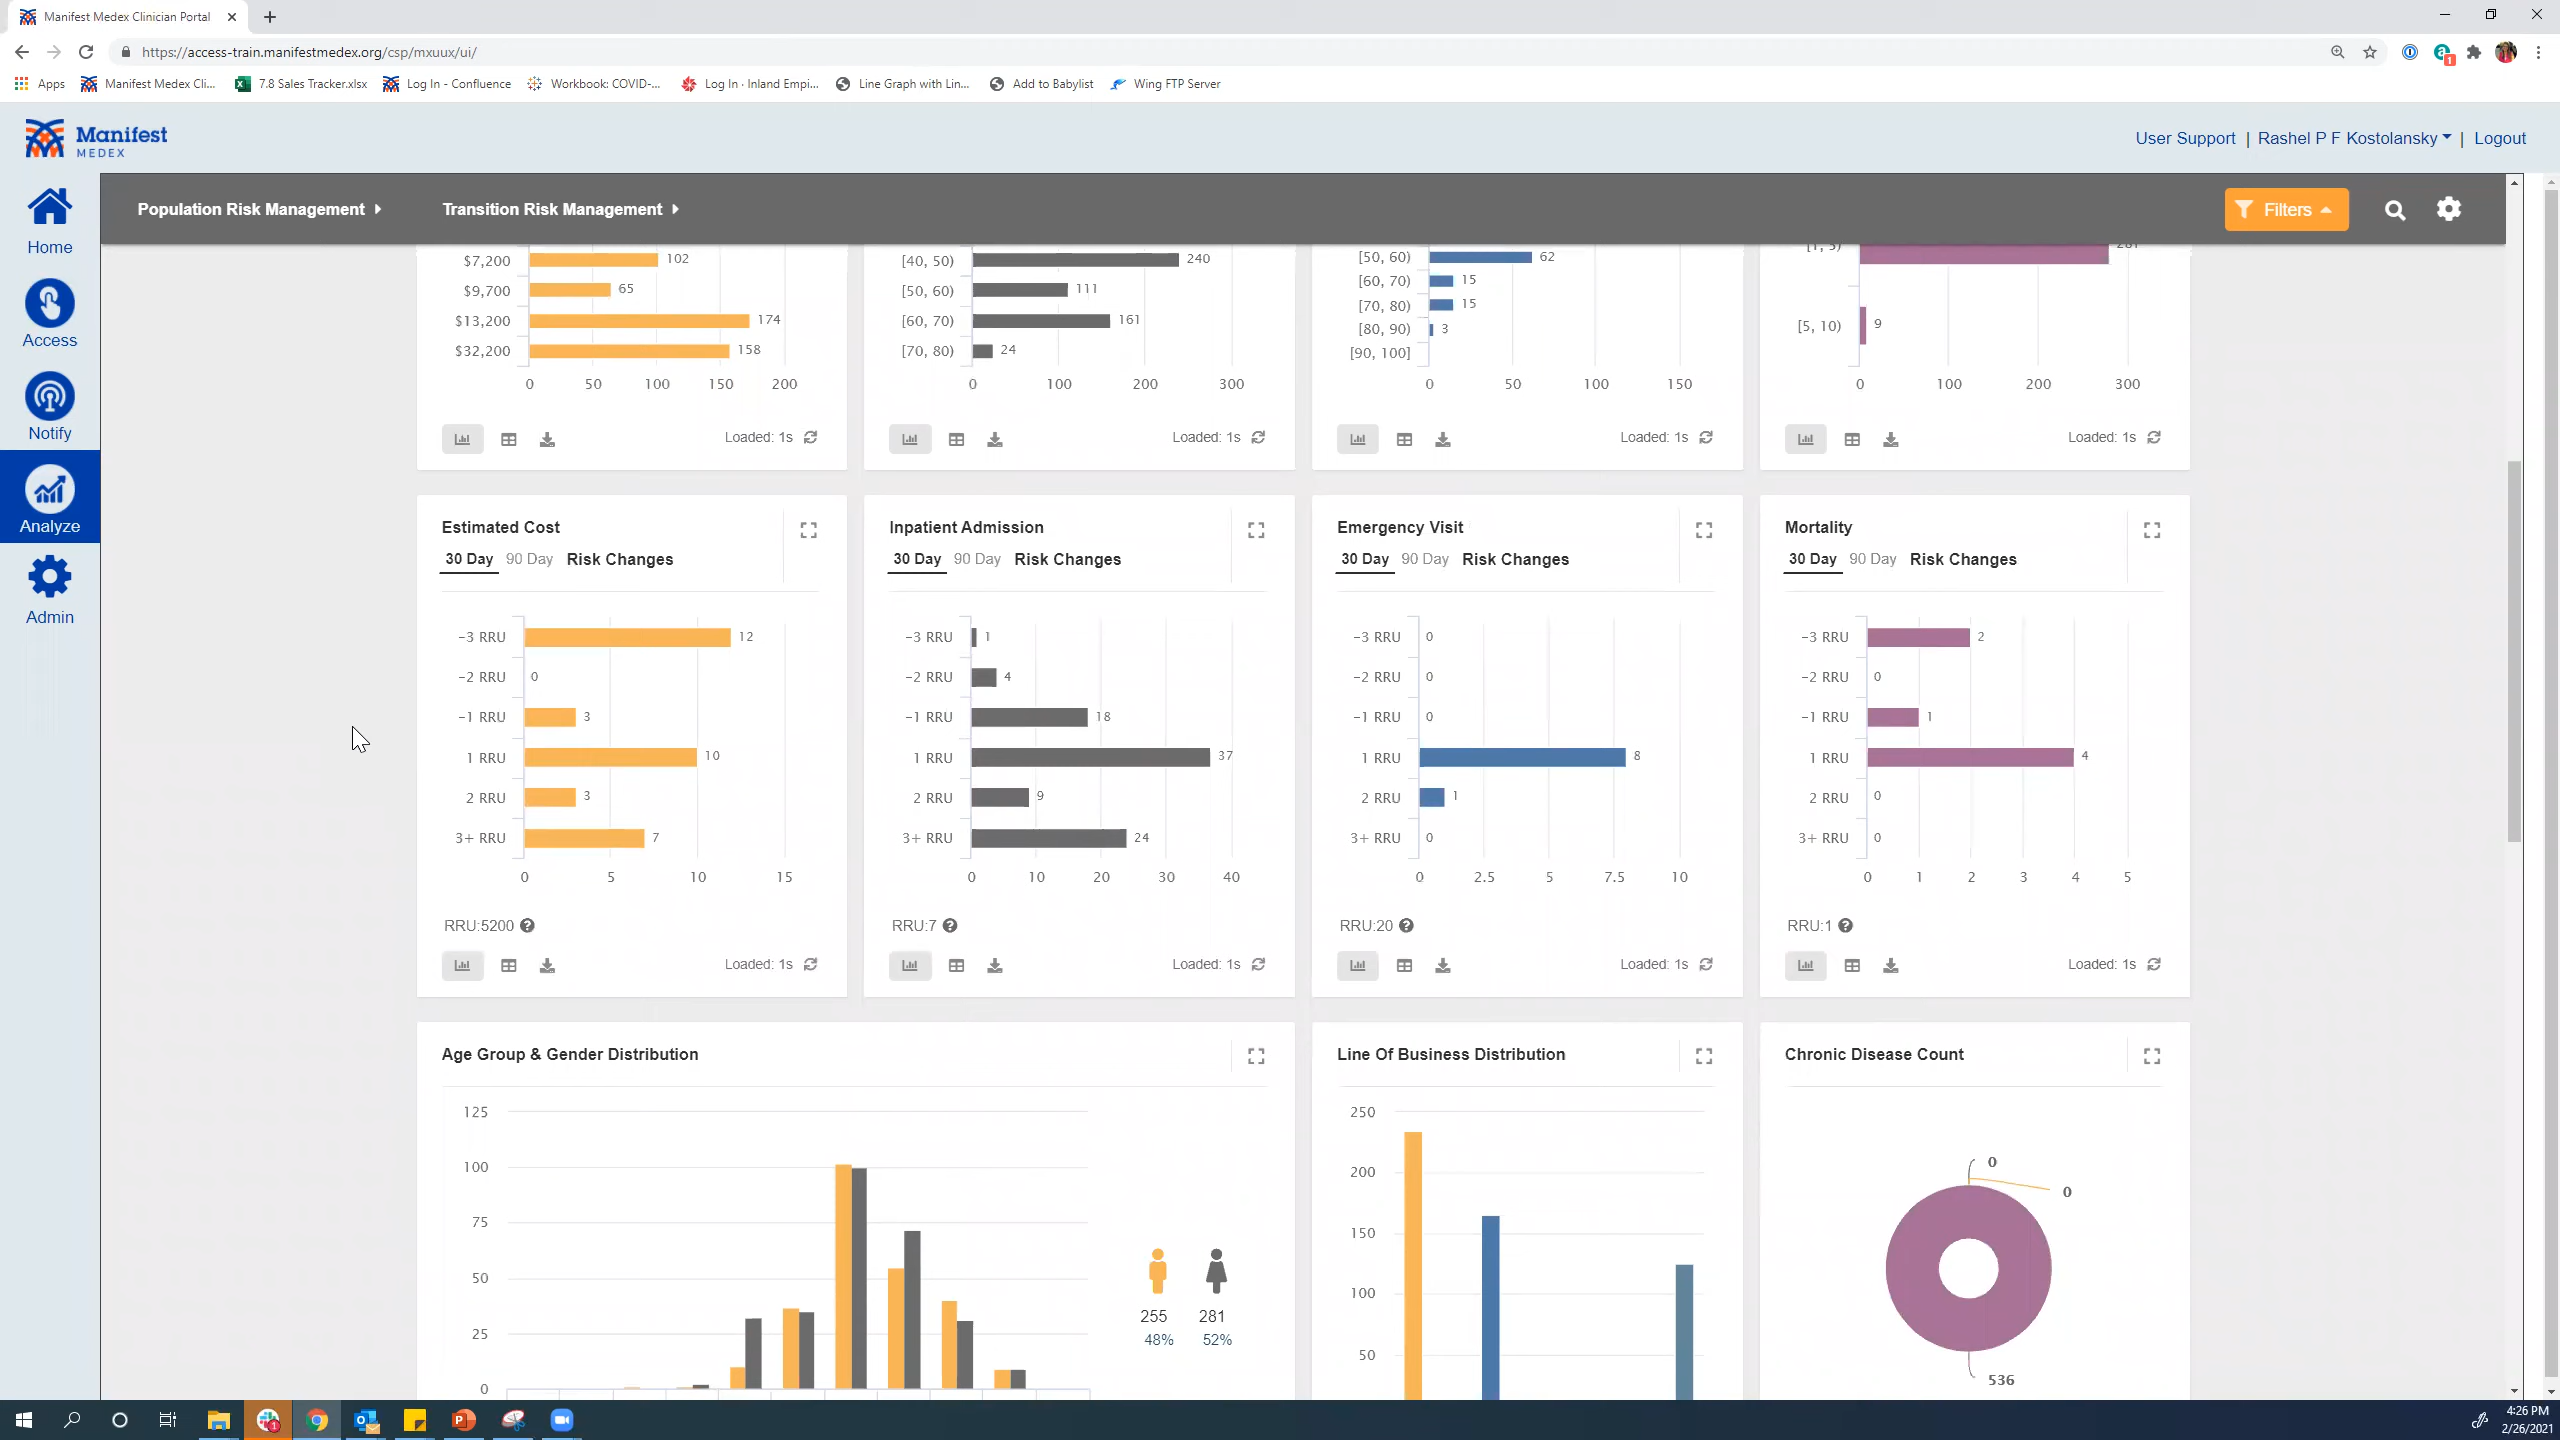 Manifest Medex Clinician Portal
https://access-train.manifestmedex.org/csp/mxuux/ui/
Apps Manifest Medex Cli... 7.8 Sales Tracker.xlsx Log In - Confluence Workbook: COVID-... Log In · Inland Empi... Line Graph with Lin... Add to Babylist Wing FTP Server
Manifest
MEDEX
User Support | Rashel P F Kostolansky | Logout
Home
Access
Notify
Analyze
Admin
Population Risk Management
Transition Risk Management
Filters
$7,200 102
$9,700 65
$13,200 174
$32,200 158
0 50 100 150 200
Loaded: 1s
[40, 50) 240
[50, 60) 111
[60, 70) 161
[70, 80) 24
0 100 200 300
Loaded: 1s
[50, 60) 62
[60, 70) 15
[70, 80) 15
[80, 90) 3
[90, 100]
0 50 100 150
Loaded: 1s
[5, 10) 9
0 100 200 300
Loaded: 1s
Estimated Cost
30 Day 90 Day Risk Changes
-3 RRU 12
-2 RRU 0
-1 RRU 3
1 RRU 10
2 RRU 3
3+ RRU 7
0 5 10 15
RRU:5200
Loaded: 1s
Inpatient Admission
30 Day 90 Day Risk Changes
-3 RRU 1
-2 RRU 4
-1 RRU 18
1 RRU 37
2 RRU 9
3+ RRU 24
0 10 20 30 40
RRU:7
Loaded: 1s
Emergency Visit
30 Day 90 Day Risk Changes
-3 RRU 0
-2 RRU 0
-1 RRU 0
1 RRU 8
2 RRU 1
3+ RRU 0
0 2.5 5 7.5 10
RRU:20
Loaded: 1s
Mortality
30 Day 90 Day Risk Changes
-3 RRU 2
-2 RRU 0
-1 RRU 1
1 RRU 4
2 RRU 0
3+ RRU 0
0 1 2 3 4 5
RRU:1
Loaded: 1s
Age Group & Gender Distribution
125
100
75
50
25
0
255 281
48% 52%
Line Of Business Distribution
250
200
150
100
50
Chronic Disease Count
0
0
536
4:26 PM
2/26/2021